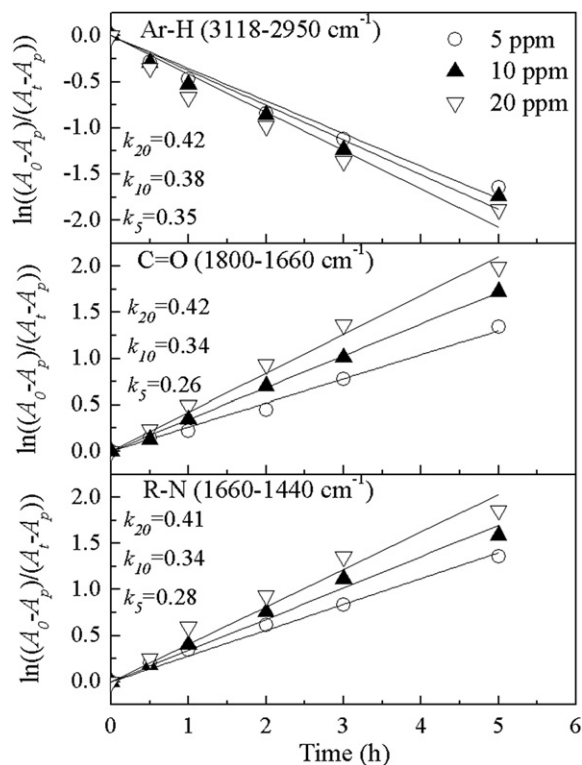 Ar-H (3118-2950 cm⁻¹)
○ 5 ppm
▲ 10 ppm
▽ 20 ppm
k₂₀=0.42
k₁₀=0.38
k₅=0.35
ln((A₀-Aₚ)/(Aₜ-Aₚ))
0.0
-0.5
-1.0
-1.5
-2.0
C=O (1800-1660 cm⁻¹)
k₂₀=0.42
k₁₀=0.34
k₅=0.26
ln((A₀-Aₚ)/(Aₜ-Aₚ))
2.0
1.5
1.0
0.5
0.0
R-N (1660-1440 cm⁻¹)
k₂₀=0.41
k₁₀=0.34
k₅=0.28
ln((A₀-Aₚ)/(Aₜ-Aₚ))
2.0
1.5
1.0
0.5
0.0
0 1 2 3 4 5 6
Time (h)